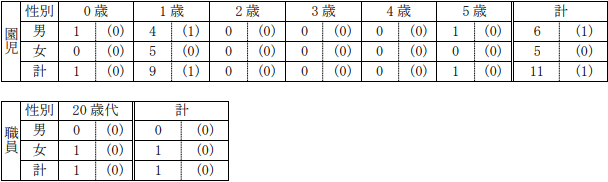 園児 性別 0歳 1歳 2歳 3歳 4歳 5歳 計
男 1 (0) 4 (1) 0 (0) 0 (0) 0 (0) 1 (0) 6 (1)
女 0 (0) 5 (0) 0 (0) 0 (0) 0 (0) 0 (0) 5 (0)
計 1 (0) 9 (1) 0 (0) 0 (0) 0 (0) 1 (0) 11 (1)
職員 性別 20歳代 計
男 0 (0) 0 (0)
女 1 (0) 1 (0)
計 1 (0) 1 (0)